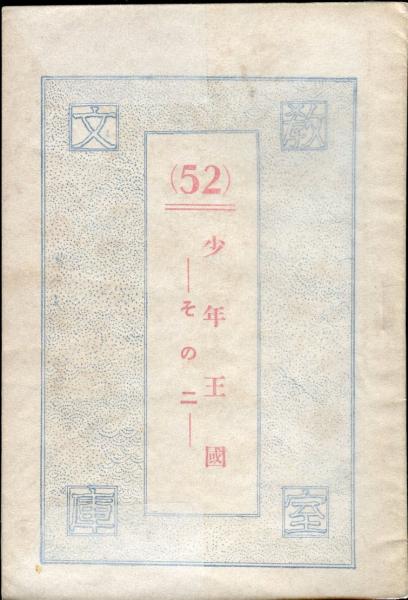 教室
文庫
(52)
少年王國
―その二―